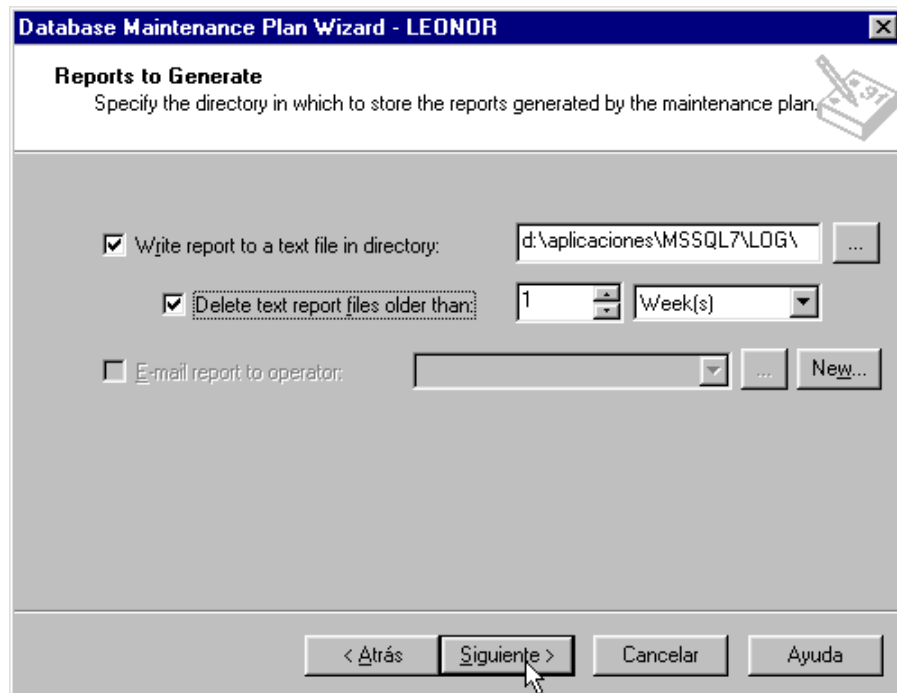 Database Maintenance Plan Wizard - LEONOR
Reports to Generate
Specify the directory in which to store the reports generated by the maintenance plan.
Write report to a text file in directory: d:\aplicaciones\MSSQL7\LOG\ ...
Delete text report files older than: 1 Week(s)
E-mail report to operator: ... New...
< Atrás Siguiente > Cancelar Ayuda